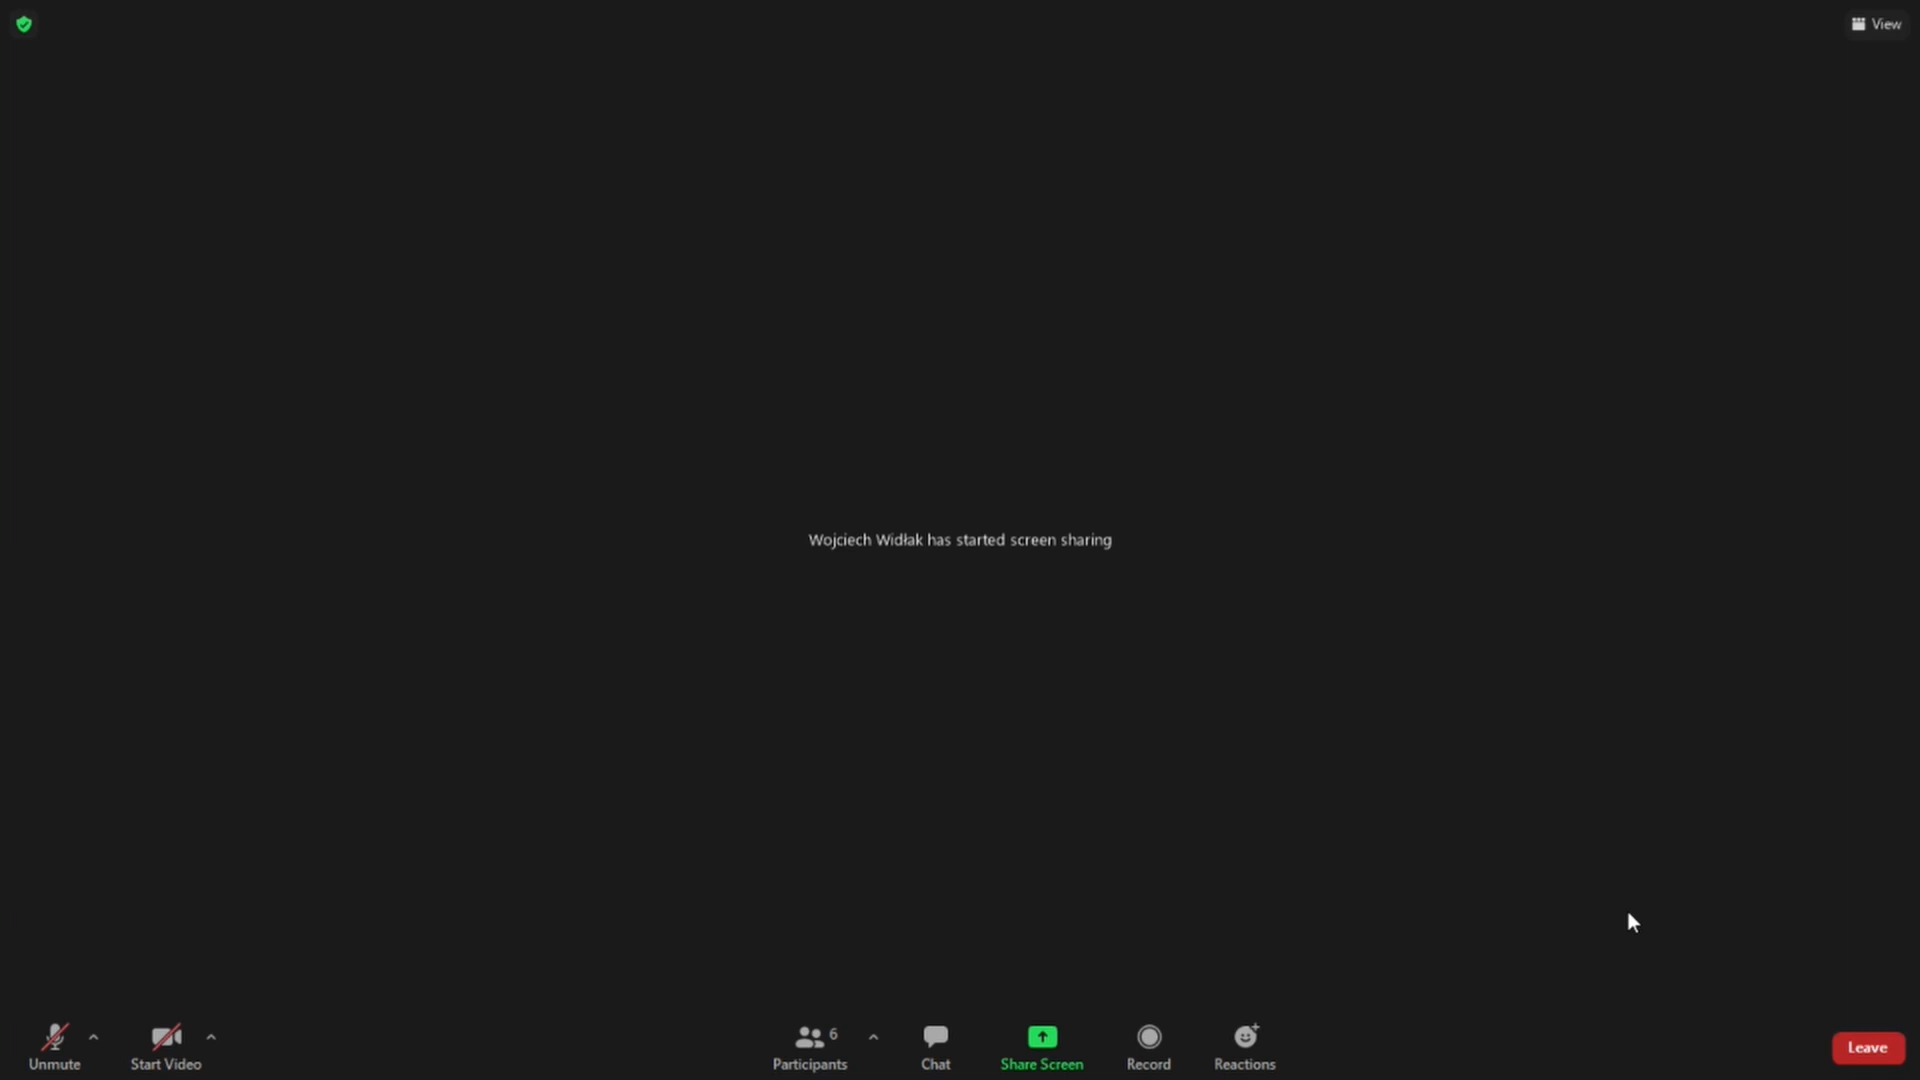 View
Wojciech Widłak has started screen sharing
Unmute
Start Video
6
Participants
Chat
Share Screen
Record
Reactions
Leave